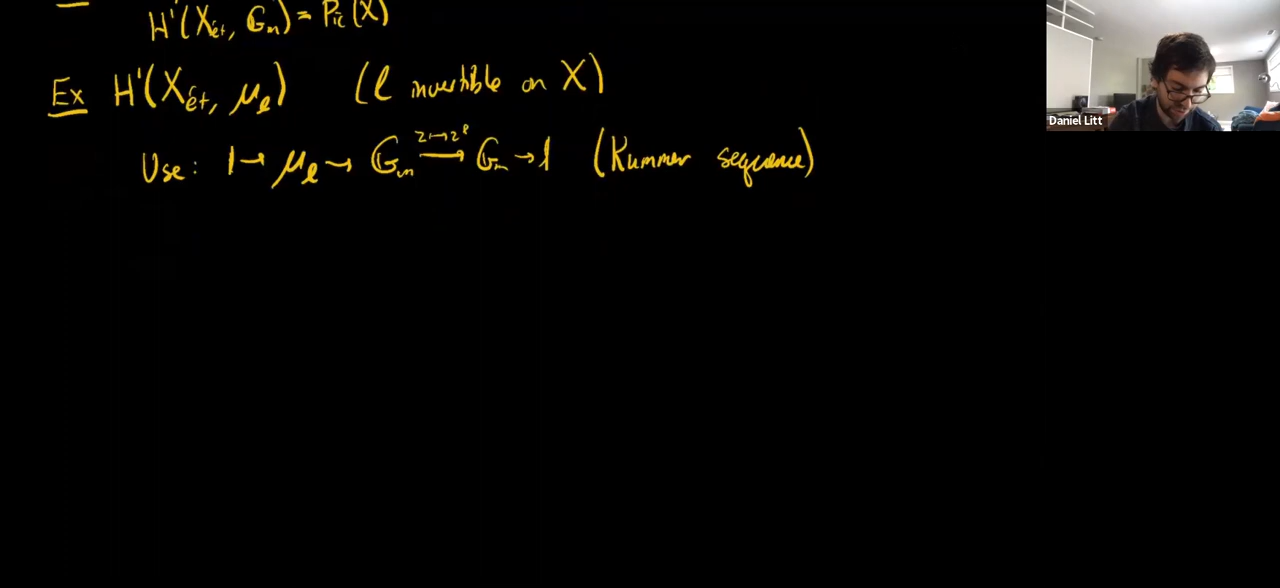 H¹(X_ét, 𝔾_m) = Pic(X)
Ex H¹(X_ét, μ_ℓ) (ℓ invertible on X)
Use: 1 → μ_ℓ → 𝔾_m —z↦z^ℓ→ 𝔾_m → 1 (Kummer sequence)
Daniel Litt